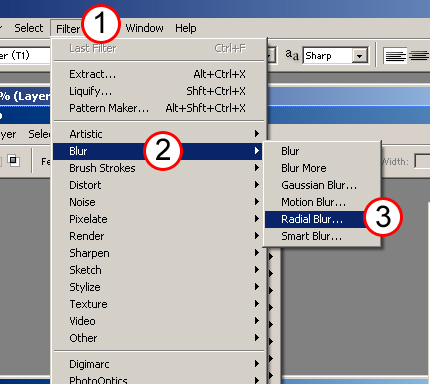 Select Filter Window Help
Last Filter Ctrl+F
er (T1) aa Sharp
Extract... Alt+Ctrl+X
Liquify... Shft+Ctrl+X
Pattern Maker... Alt+Shft+Ctrl+X
% (Layer
Artistic
yer Sele
Blur
Brush Strokes
Distort
Noise
Pixelate
Render
Sharpen
Sketch
Stylize
Texture
Video
Other
Digimarc
PhotoOptics
Blur
Blur More
Gaussian Blur...
Motion Blur...
Radial Blur...
Smart Blur...
Fe
Width:
1
2
3